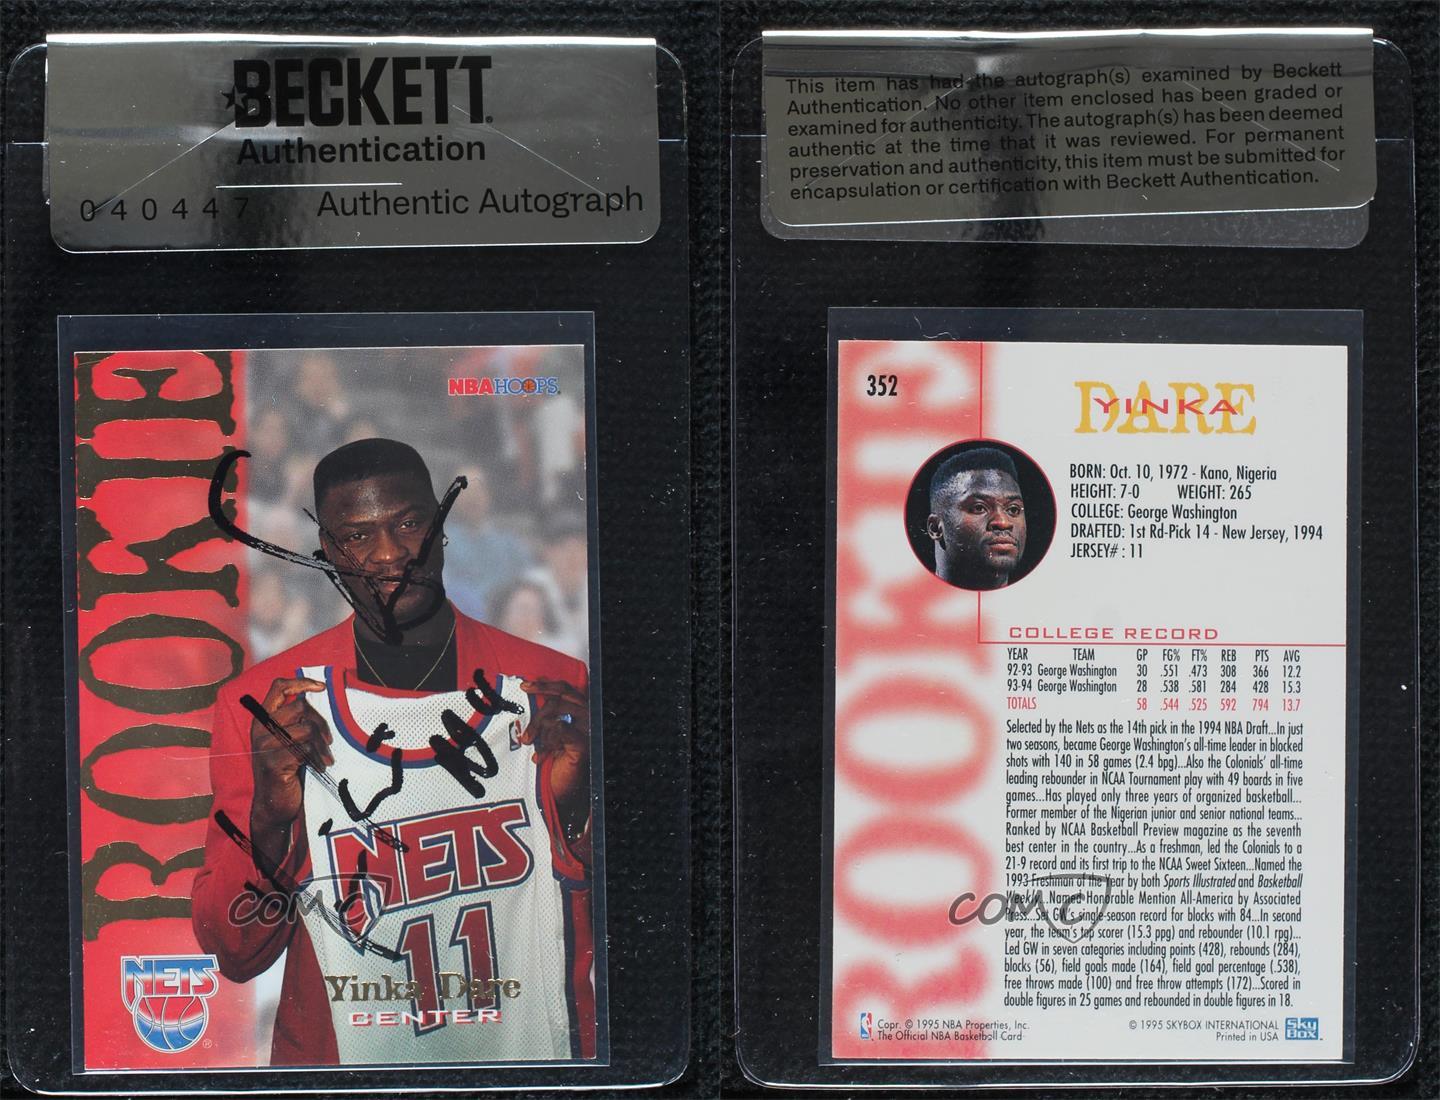 BECKETT
Authentication
040447 Authentic Autograph
ROOKIE
NBA HOOPS
NETS
11
Yinka Dare
CENTER
NETS
COMC
This item has had the autograph(s) examined by Beckett
Authentication. No other item enclosed has been graded or
examined for authenticity. The autograph(s) has been deemed
authentic at the time that it was reviewed. For permanent
preservation and authenticity, this item must be submitted for
encapsulation or certification with Beckett Authentication.
ROOKIE
352
YINKA
DARE
BORN: Oct. 10, 1972 - Kano, Nigeria
HEIGHT: 7-0 WEIGHT: 265
COLLEGE: George Washington
DRAFTED: 1st Rd-Pick 14 - New Jersey, 1994
JERSEY# : 11
COLLEGE RECORD
YEAR TEAM GP FG% FT% REB PTS AVG
92-93 George Washington 30 .551 .473 308 366 12.2
93-94 George Washington 28 .538 .581 284 428 15.3
TOTALS 58 .544 .525 592 794 13.7
Selected by the Nets as the 14th pick in the 1994 NBA Draft...In just
two seasons, became George Washington's all-time leader in blocked
shots with 140 in 58 games (2.4 bpg)...Also the Colonials' all-time
leading rebounder in NCAA Tournament play with 49 boards in five
games...Has played only three years of organized basketball...
Former member of the Nigerian junior and senior national teams...
Ranked by NCAA Basketball Preview magazine as the seventh
best center in the country...As a freshman, led the Colonials to a
21-9 record and its first trip to the NCAA Sweet Sixteen...Named the
1993 Freshman of the Year by both Sports Illustrated and Basketball
Weekly...Named Honorable Mention All-America by Associated
Press...Set GW's single-season record for blocks with 84...In second
year, the team's top scorer (15.3 ppg) and rebounder (10.1 rpg)...
Led GW in seven categories including points (428), rebounds (284),
blocks (56), field goals made (164), field goal percentage (.538),
free throws made (100) and free throw attempts (172)...Scored in
double figures in 25 games and rebounded in double figures in 18.
COMC
Copr. © 1995 NBA Properties, Inc.
The Official NBA Basketball Card
© 1995 SKYBOX INTERNATIONAL
Printed in USA
SkyBox